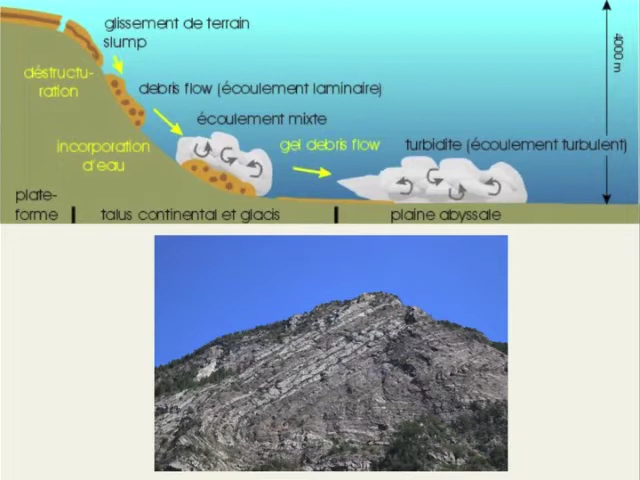 glissement de terrain
slump
déstructu-
ration
debris flow (écoulement laminaire)
écoulement mixte
incorporation
d'eau
gel debris flow
turbidite (écoulement turbulent)
4000 m
plate-
forme
talus continental et glacis
plaine abyssale